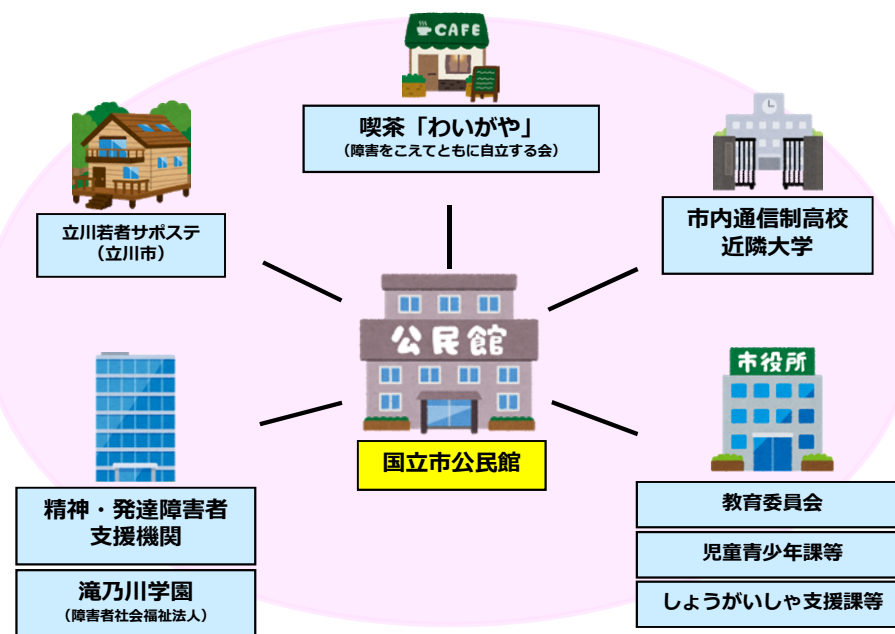 CAFE
喫茶「わいがや」
（障害をこえてともに自立する会）
立川若者サポステ
（立川市）
市内通信制高校
近隣大学
公民館
国立市公民館
市役所
教育委員会
児童青少年課等
しょうがいしゃ支援課等
精神・発達障害者
支援機関
滝乃川学園
（障害者社会福祉法人）